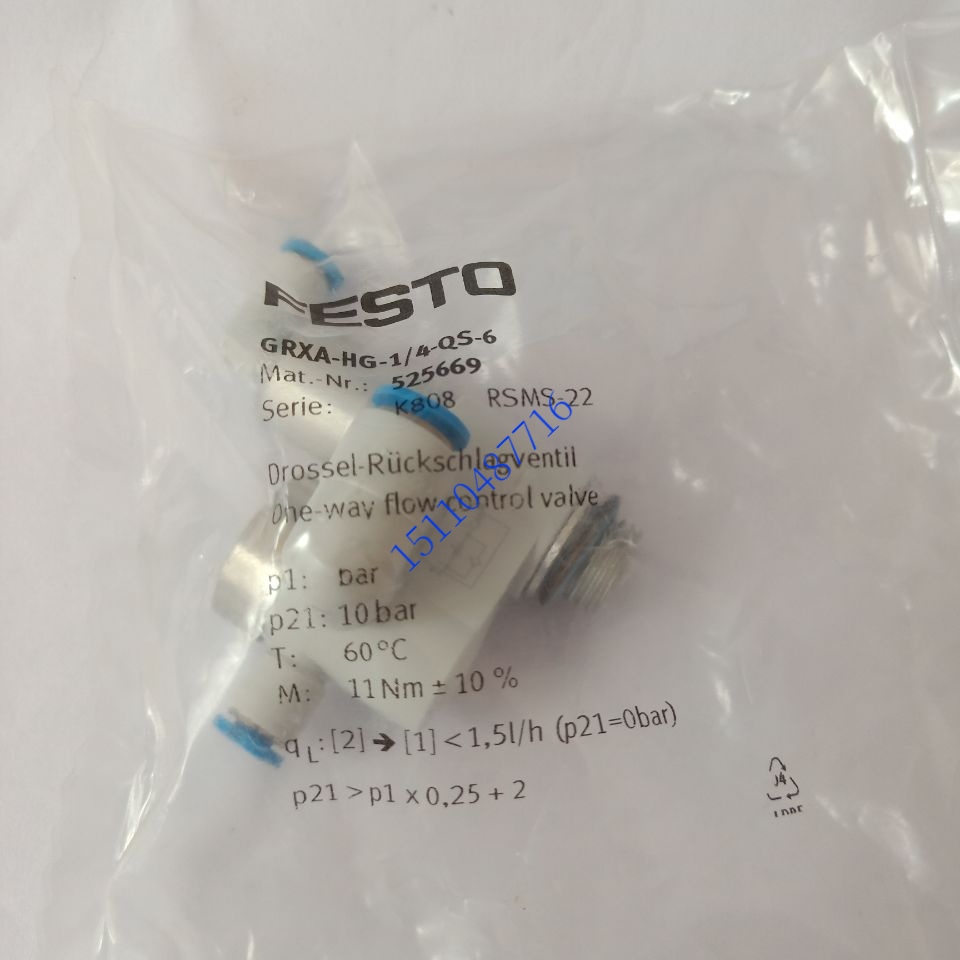 FESTO
GRXA-HG-1/4-QS-6
Mat.-Nr.: 525669
Serie: K808 RSMS-22
Drossel-Rückschlagventil
One-way flow control valve
15110487716
p1: bar
p21: 10 bar
T: 60°C
M: 11Nm ± 10 %
qL:[2] → [1] < 1,5l/h (p21=0bar)
p21 > p1 x 0,25 + 2